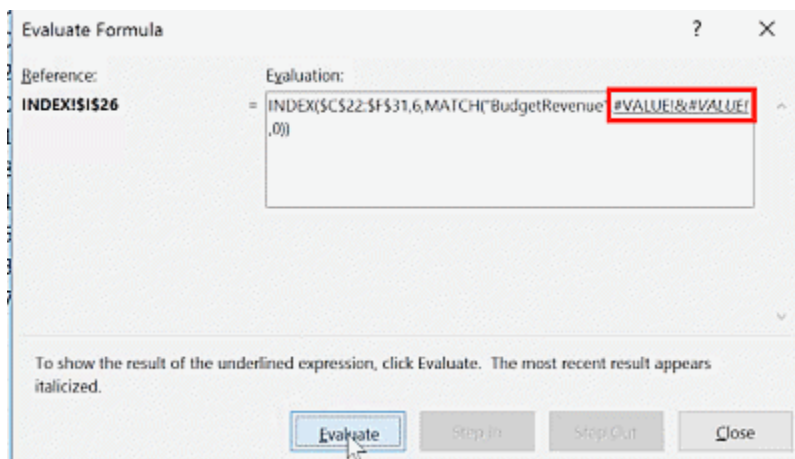 Evaluate Formula ? ×
Reference: Evaluation:
INDEX!$I$26 = INDEX($C$22:$F$31,6,MATCH("BudgetRevenue" #VALUE!&#VALUE!
,0))
To show the result of the underlined expression, click Evaluate. The most recent result appears
italicized.
Evaluate Step In Step Out Close